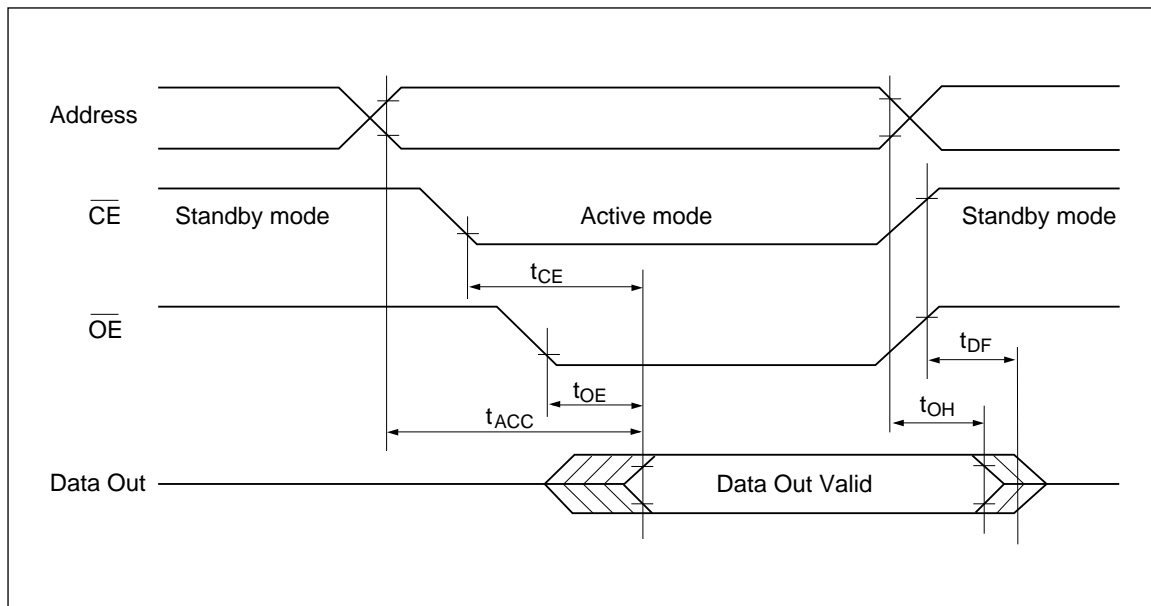 Address
CE
Standby mode Active mode Standby mode
tCE
OE
tDF
tOE
tOH
tACC
Data Out
Data Out Valid